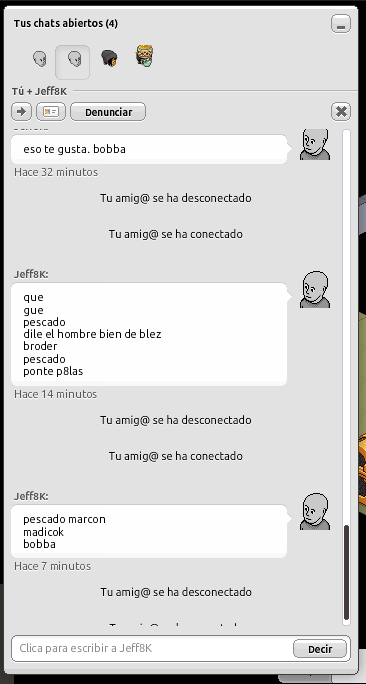 Tus chats abiertos (4)
Tú + Jeff8K
Denunciar
eso te gusta. bobba
Hace 32 minutos
Tu amig@ se ha desconectado
Tu amig@ se ha conectado
Jeff8K:
que
gue
pescado
dile el hombre bien de blez
broder
pescado
ponte p8las
Hace 14 minutos
Tu amig@ se ha desconectado
Tu amig@ se ha conectado
Jeff8K:
pescado marcon
madicok
bobba
Hace 7 minutos
Tu amig@ se ha desconectado
Clica para escribir a Jeff8K
Decir